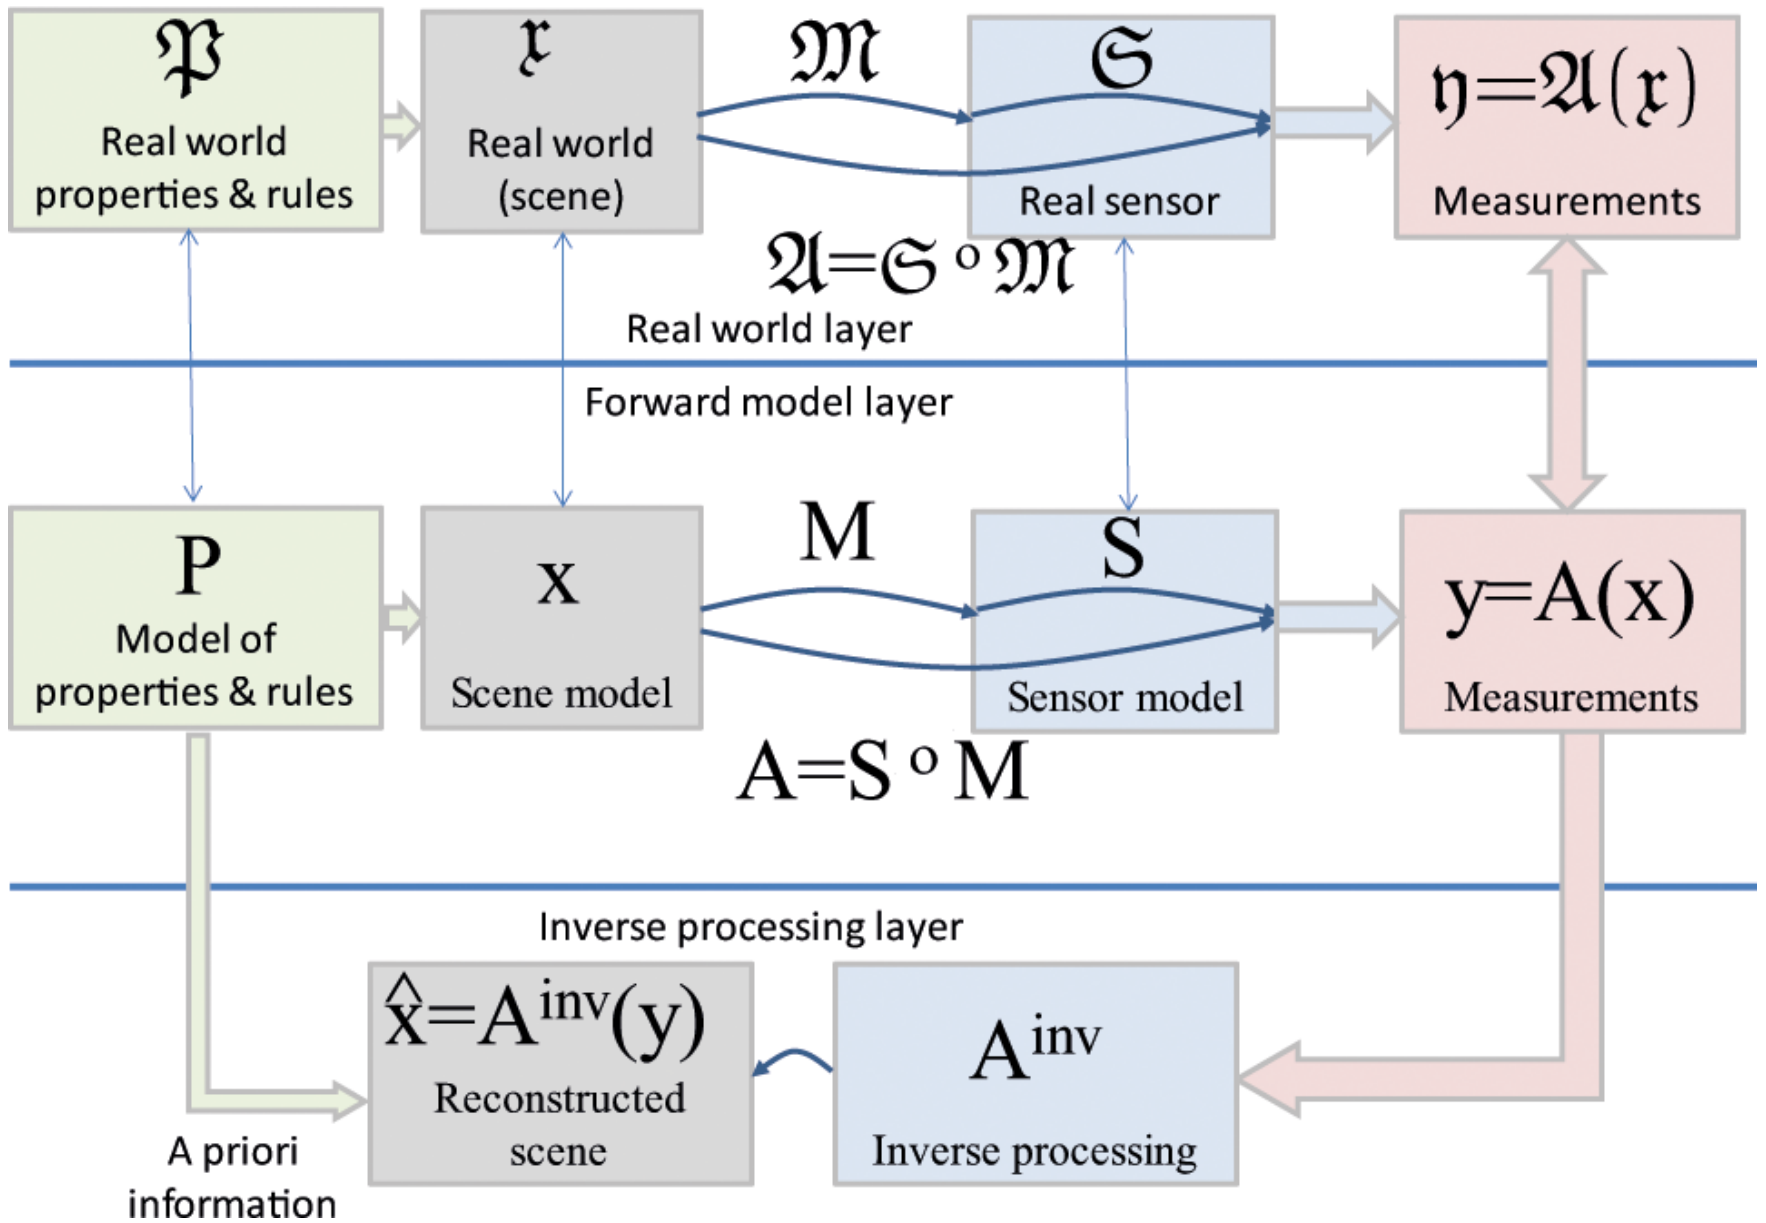 𝔓
Real world
properties & rules
𝔵
Real world
(scene)
𝔐
𝔖
Real sensor
𝔶=𝔄(𝔵)
Measurements
𝔄=𝔖 o 𝔐
Real world layer
Forward model layer
P
Model of
properties & rules
x
Scene model
M
S
Sensor model
y=A(x)
Measurements
A=S o M
Inverse processing layer
x̂=A^inv(y)
Reconstructed
scene
A^inv
Inverse processing
A priori
information